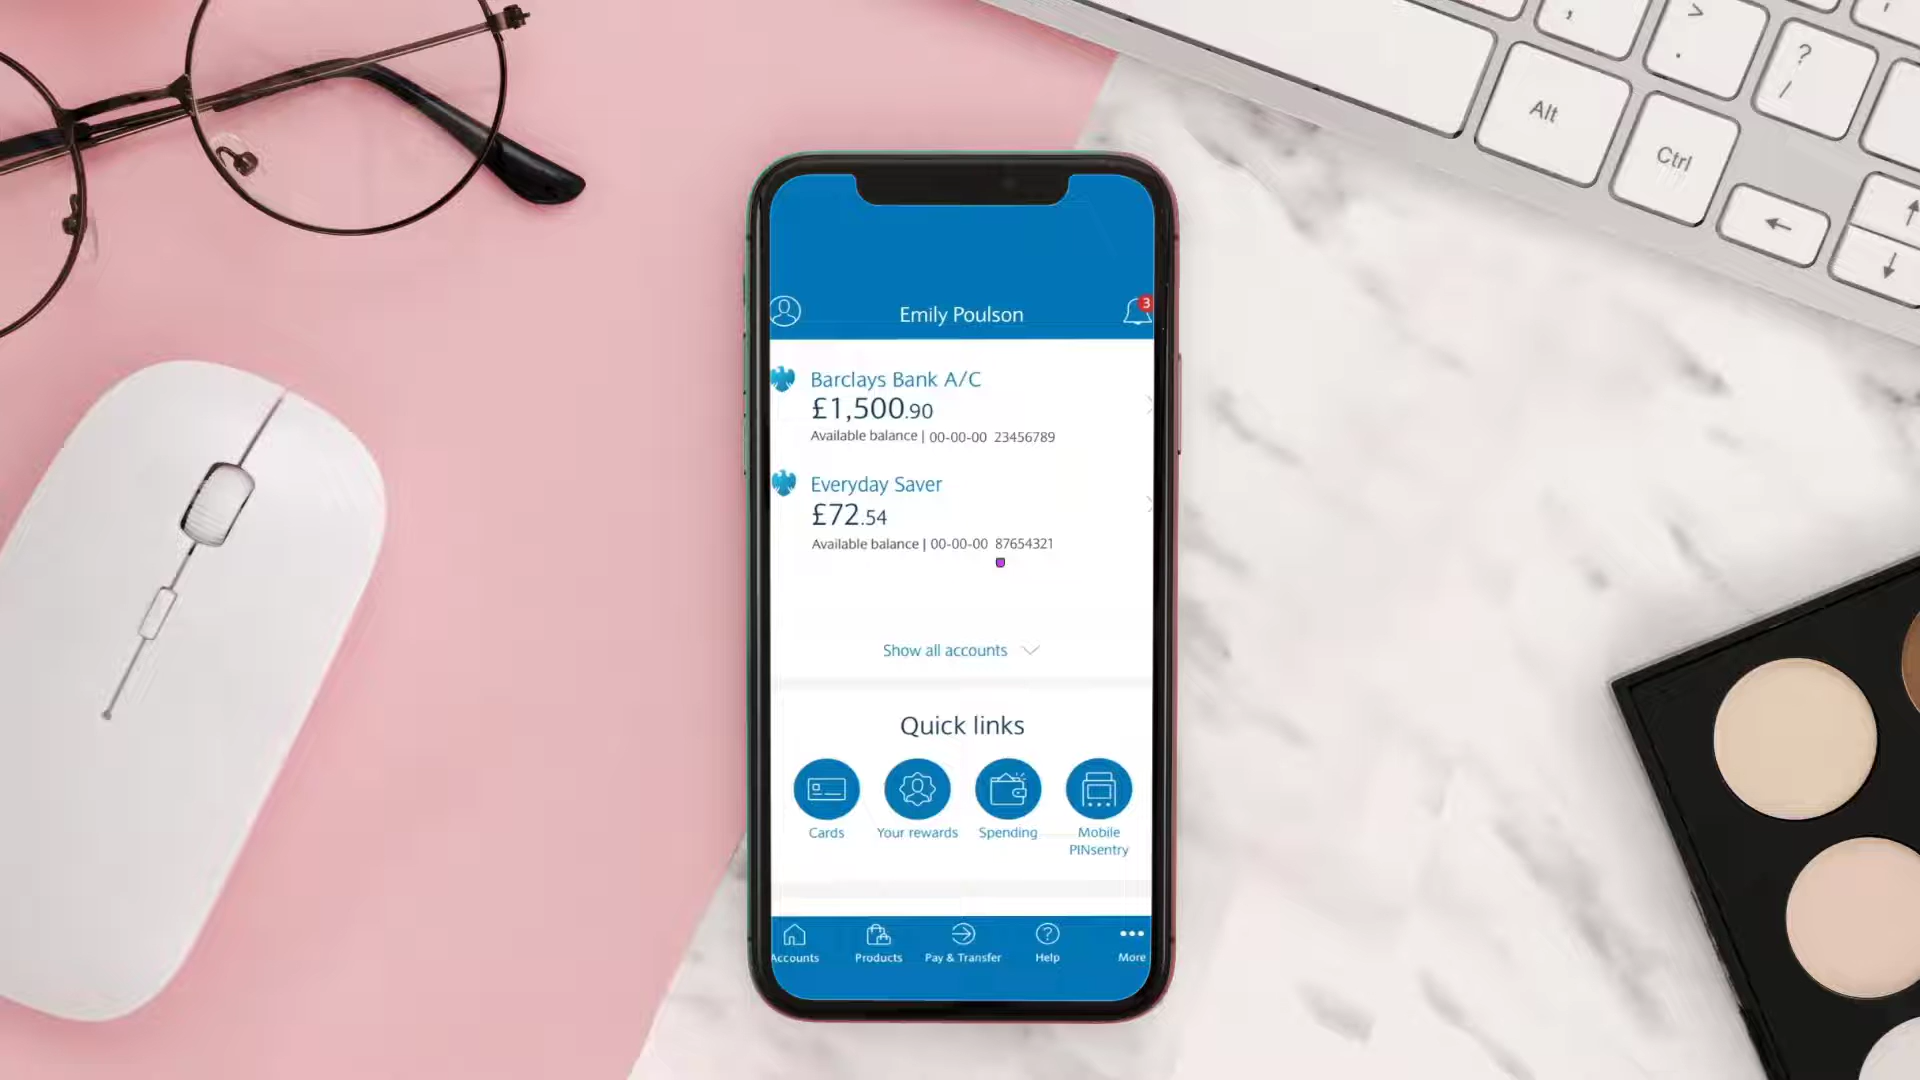 Alt
Ctrl
>
.
?
/
←
↑
↓
3
Emily Poulson
Barclays Bank A/C
£1,500.90
Available balance | 00-00-00 23456789
Everyday Saver
£72.54
Available balance | 00-00-00 87654321
Show all accounts
Quick links
Cards
Your rewards
Spending
Mobile
PINsentry
Accounts
Products
Pay & Transfer
Help
More